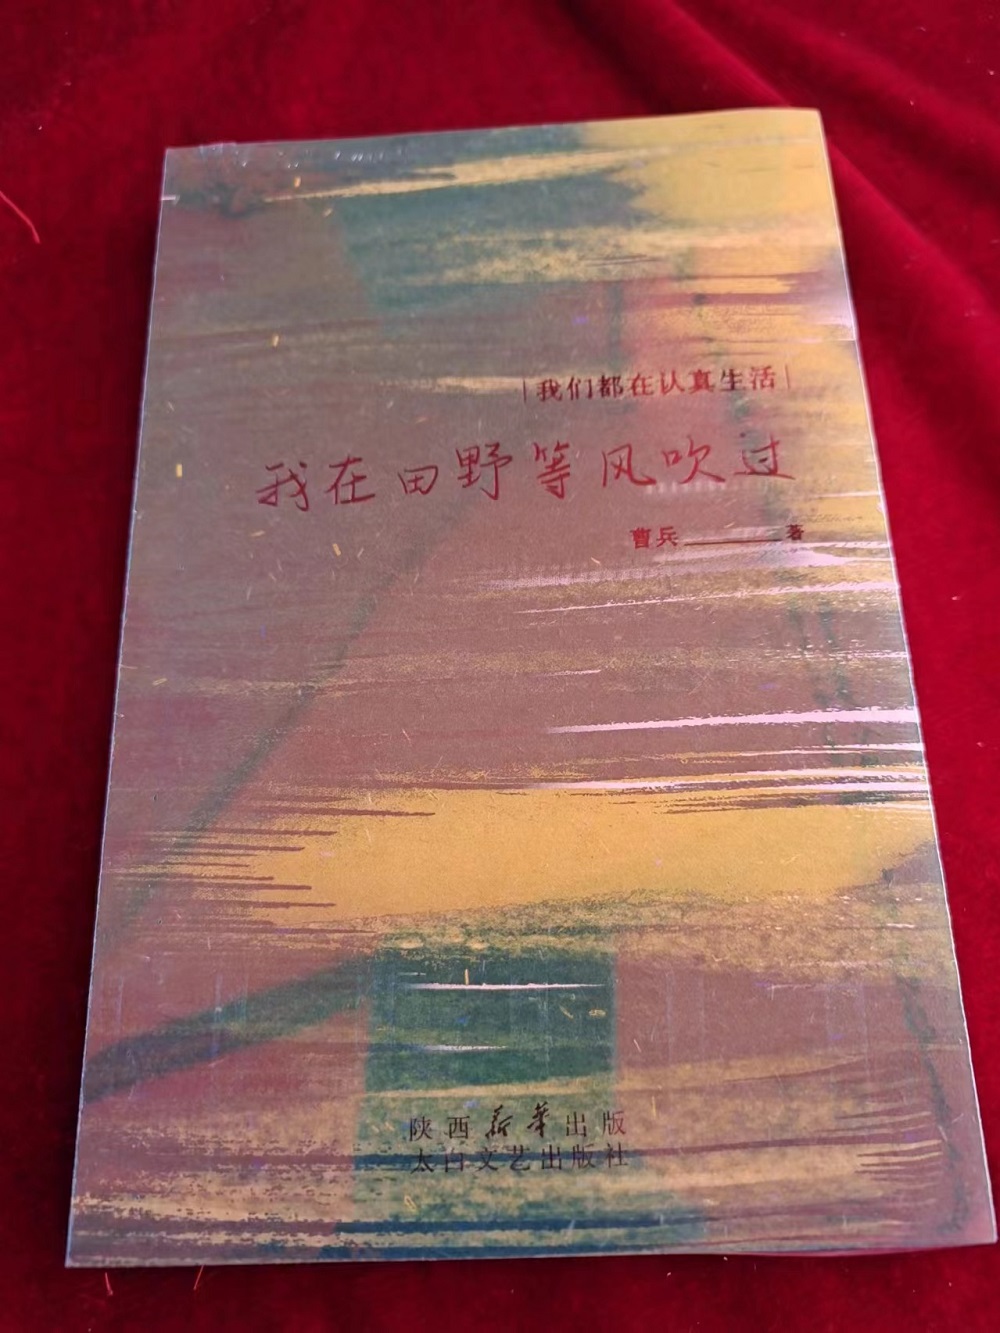 |我们都在认真生活|
我在田野等风吹过
曹兵 ———— 著
陕西新华出版
太白文艺出版社